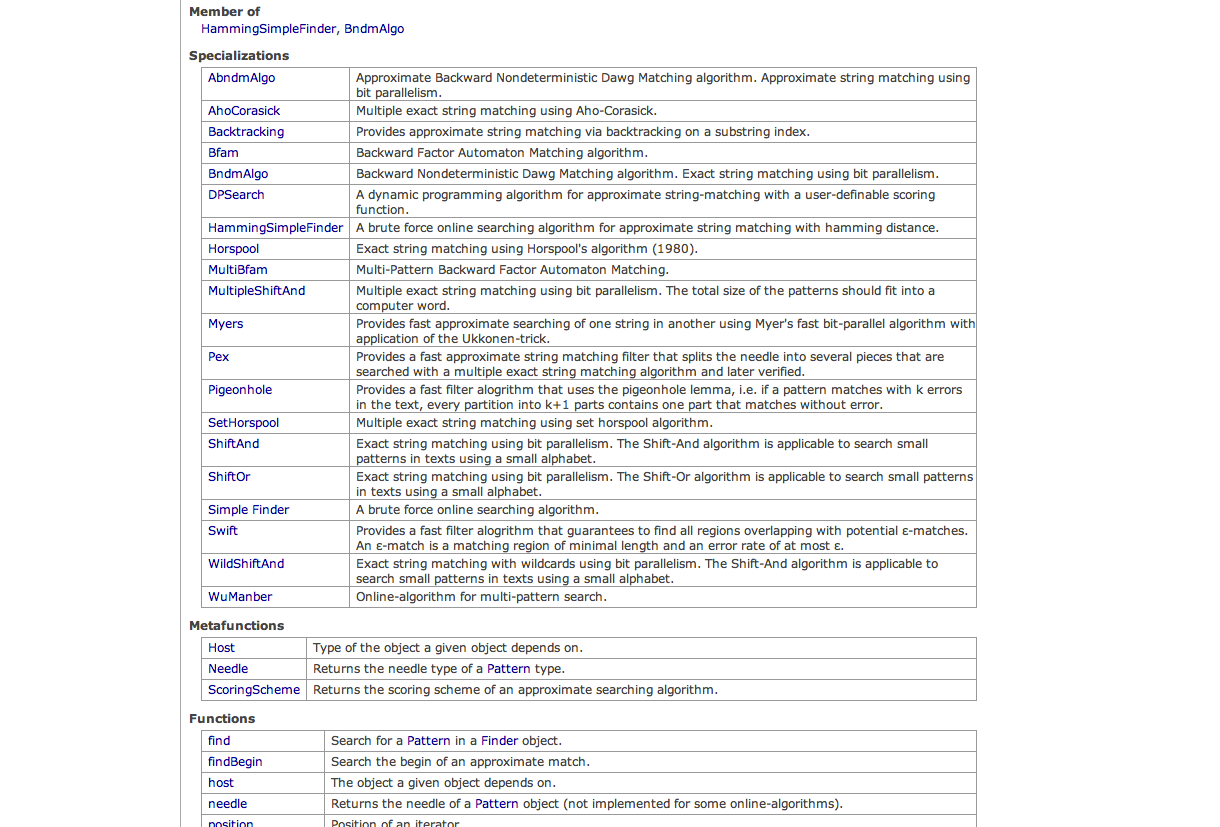 Member of
HammingSimpleFinder, BndmAlgo
Specializations
AbndmAlgo Approximate Backward Nondeterministic Dawg Matching algorithm. Approximate string matching using
bit parallelism.
AhoCorasick Multiple exact string matching using Aho-Corasick.
Backtracking Provides approximate string matching via backtracking on a substring index.
Bfam Backward Factor Automaton Matching algorithm.
BndmAlgo Backward Nondeterministic Dawg Matching algorithm. Exact string matching using bit parallelism.
DPSearch A dynamic programming algorithm for approximate string-matching with a user-definable scoring
function.
HammingSimpleFinder A brute force online searching algorithm for approximate string matching with hamming distance.
Horspool Exact string matching using Horspool's algorithm (1980).
MultiBfam Multi-Pattern Backward Factor Automaton Matching.
MultipleShiftAnd Multiple exact string matching using bit parallelism. The total size of the patterns should fit into a
computer word.
Myers Provides fast approximate searching of one string in another using Myer's fast bit-parallel algorithm with
application of the Ukkonen-trick.
Pex Provides a fast approximate string matching filter that splits the needle into several pieces that are
searched with a multiple exact string matching algorithm and later verified.
Pigeonhole Provides a fast filter alogrithm that uses the pigeonhole lemma, i.e. if a pattern matches with k errors
in the text, every partition into k+1 parts contains one part that matches without error.
SetHorspool Multiple exact string matching using set horspool algorithm.
ShiftAnd Exact string matching using bit parallelism. The Shift-And algorithm is applicable to search small
patterns in texts using a small alphabet.
ShiftOr Exact string matching using bit parallelism. The Shift-Or algorithm is applicable to search small patterns
in texts using a small alphabet.
Simple Finder A brute force online searching algorithm.
Swift Provides a fast filter alogrithm that guarantees to find all regions overlapping with potential ε-matches.
An ε-match is a matching region of minimal length and an error rate of at most ε.
WildShiftAnd Exact string matching with wildcards using bit parallelism. The Shift-And algorithm is applicable to
search small patterns in texts using a small alphabet.
WuManber Online-algorithm for multi-pattern search.
Metafunctions
Host Type of the object a given object depends on.
Needle Returns the needle type of a Pattern type.
ScoringScheme Returns the scoring scheme of an approximate searching algorithm.
Functions
find Search for a Pattern in a Finder object.
findBegin Search the begin of an approximate match.
host The object a given object depends on.
needle Returns the needle of a Pattern object (not implemented for some online-algorithms).
position Position of an iterator.